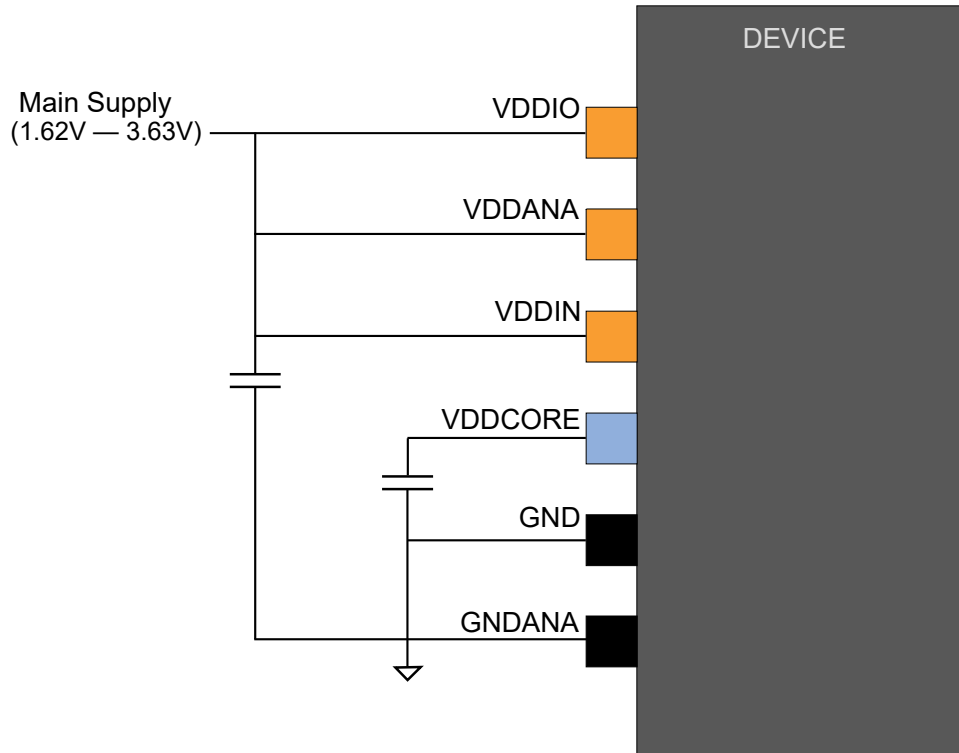 DEVICE
Main Supply
(1.62V — 3.63V)
VDDIO
VDDANA
VDDIN
VDDCORE
GND
GNDANA